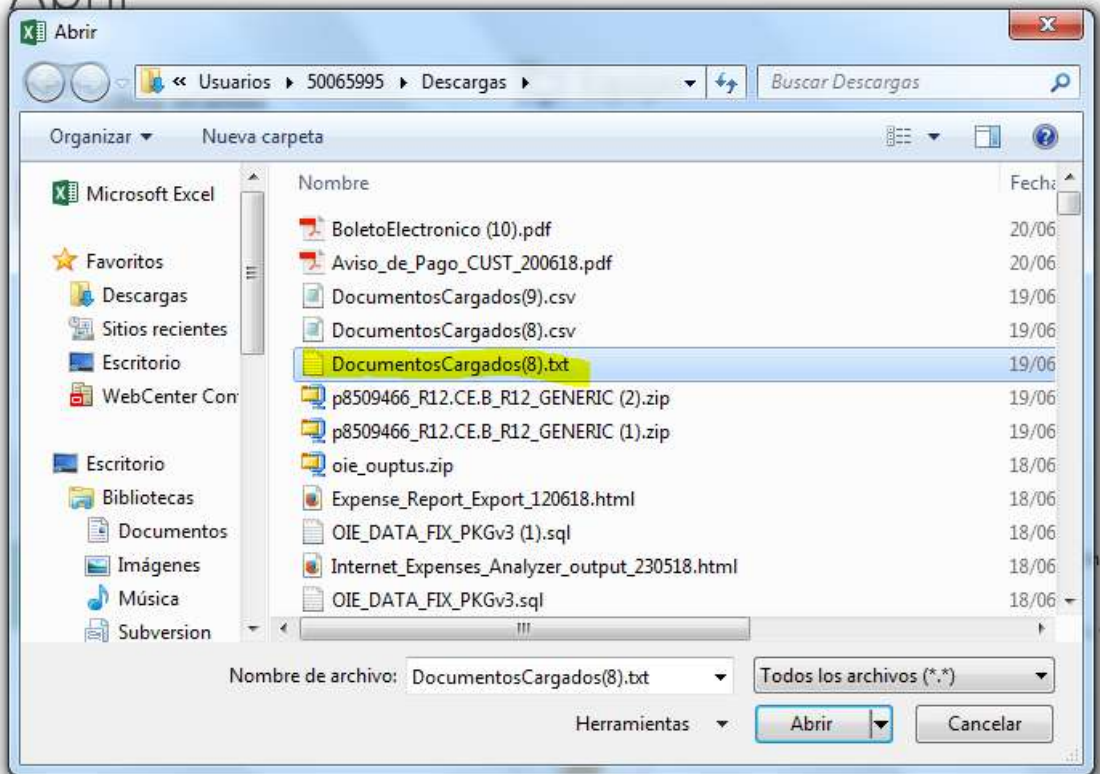 Abrir
Abrir
« Usuarios ▸ 50065995 ▸ Descargas ▸
Buscar Descargas
Organizar
Nueva carpeta
Microsoft Excel
Favoritos
Descargas
Sitios recientes
Escritorio
WebCenter Con
Escritorio
Bibliotecas
Documentos
Imágenes
Música
Subversion
Nombre
Fecha
BoletoElectronico (10).pdf
20/06
Aviso_de_Pago_CUST_200618.pdf
20/06
DocumentosCargados(9).csv
19/06
DocumentosCargados(8).csv
19/06
DocumentosCargados(8).txt
19/06
p8509466_R12.CE.B_R12_GENERIC (2).zip
19/06
p8509466_R12.CE.B_R12_GENERIC (1).zip
19/06
oie_ouptus.zip
18/06
Expense_Report_Export_120618.html
18/06
OIE_DATA_FIX_PKGv3 (1).sql
18/06
Internet_Expenses_Analyzer_output_230518.html
18/06
OIE_DATA_FIX_PKGv3.sql
18/06
Nombre de archivo:
DocumentosCargados(8).txt
Todos los archivos (*.*)
Herramientas
Abrir
Cancelar